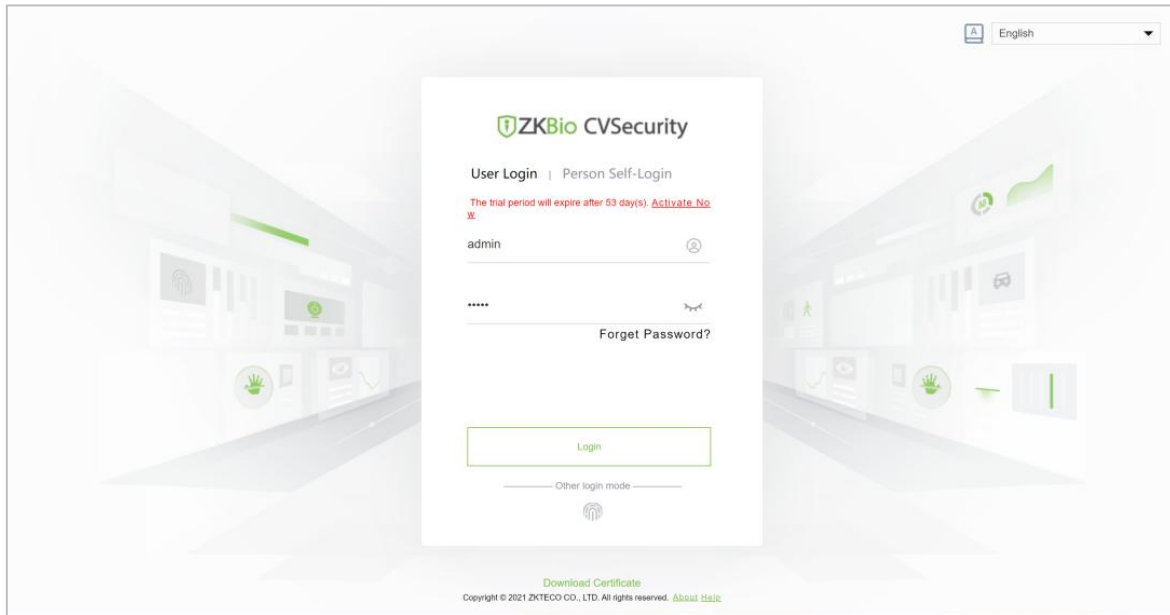 A English
ZKBio CVSecurity
User Login | Person Self-Login
The trial period will expire after 53 day(s). Activate No
w
admin
•••••
Forget Password?
Login
Other login mode
Download Certificate
Copyright © 2021 ZKTECO CO., LTD. All rights reserved. About Help